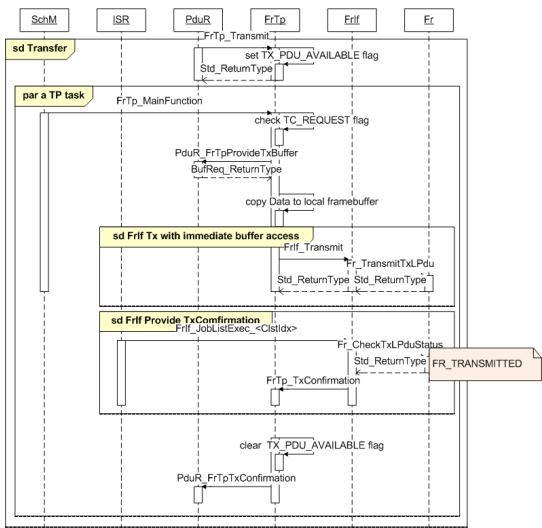 SchM ISR PduR FrTp FrIf Fr
FrTp_Transmit
sd Transfer
set TX_PDU_AVAILABLE flag
Std_ReturnType
par a TP task
FrTp_MainFunction
check TC_REQUEST flag
PduR_FrTpProvideTxBuffer
BufReq_ReturnType
copy Data to local framebuffer
sd FrIf Tx with immediate buffer access
FrIf_Transmit
Fr_TransmitTxLPdu
Std_ReturnType Std_ReturnType
sd FrIf Provide TxComfirmation
FrIf_JobListExec_<ClstIdx>
Fr_CheckTxLPduStatus
Std_ReturnType
FR_TRANSMITTED
FrTp_TxConfirmation
clear TX_PDU_AVAILABLE flag
PduR_FrTpTxConfirmation